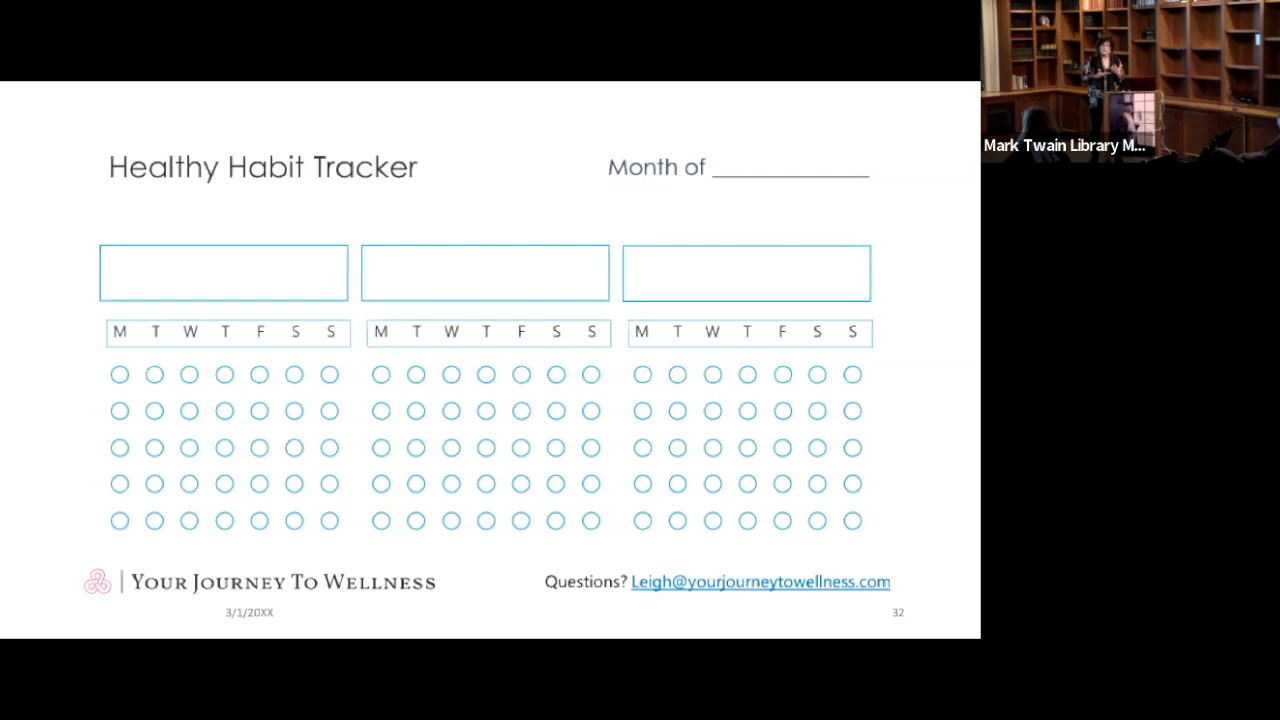 Healthy Habit Tracker
Month of ______________
M T W T F S S
M T W T F S S
M T W T F S S
YOUR JOURNEY TO WELLNESS
Questions? Leigh@yourjourneytowellness.com
3/1/20XX
32
Mark Twain Library M...